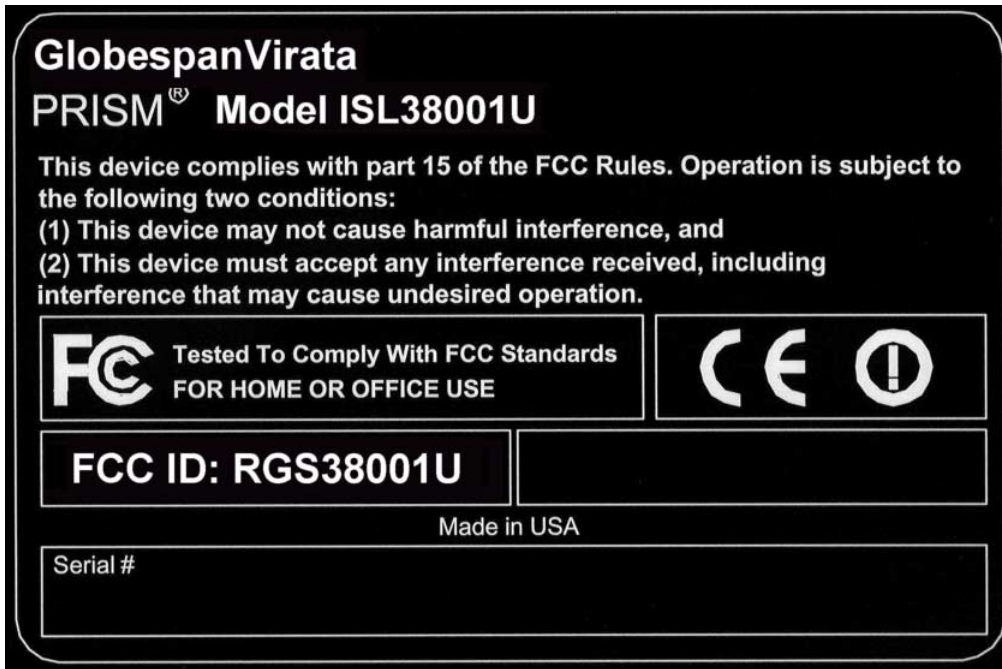 GlobespanVirata
PRISM® Model ISL38001U
This device complies with part 15 of the FCC Rules. Operation is subject to
the following two conditions:
(1) This device may not cause harmful interference, and
(2) This device must accept any interference received, including
interference that may cause undesired operation.
FC Tested To Comply With FCC Standards
FOR HOME OR OFFICE USE
CE !
FCC ID: RGS38001U
Made in USA
Serial #